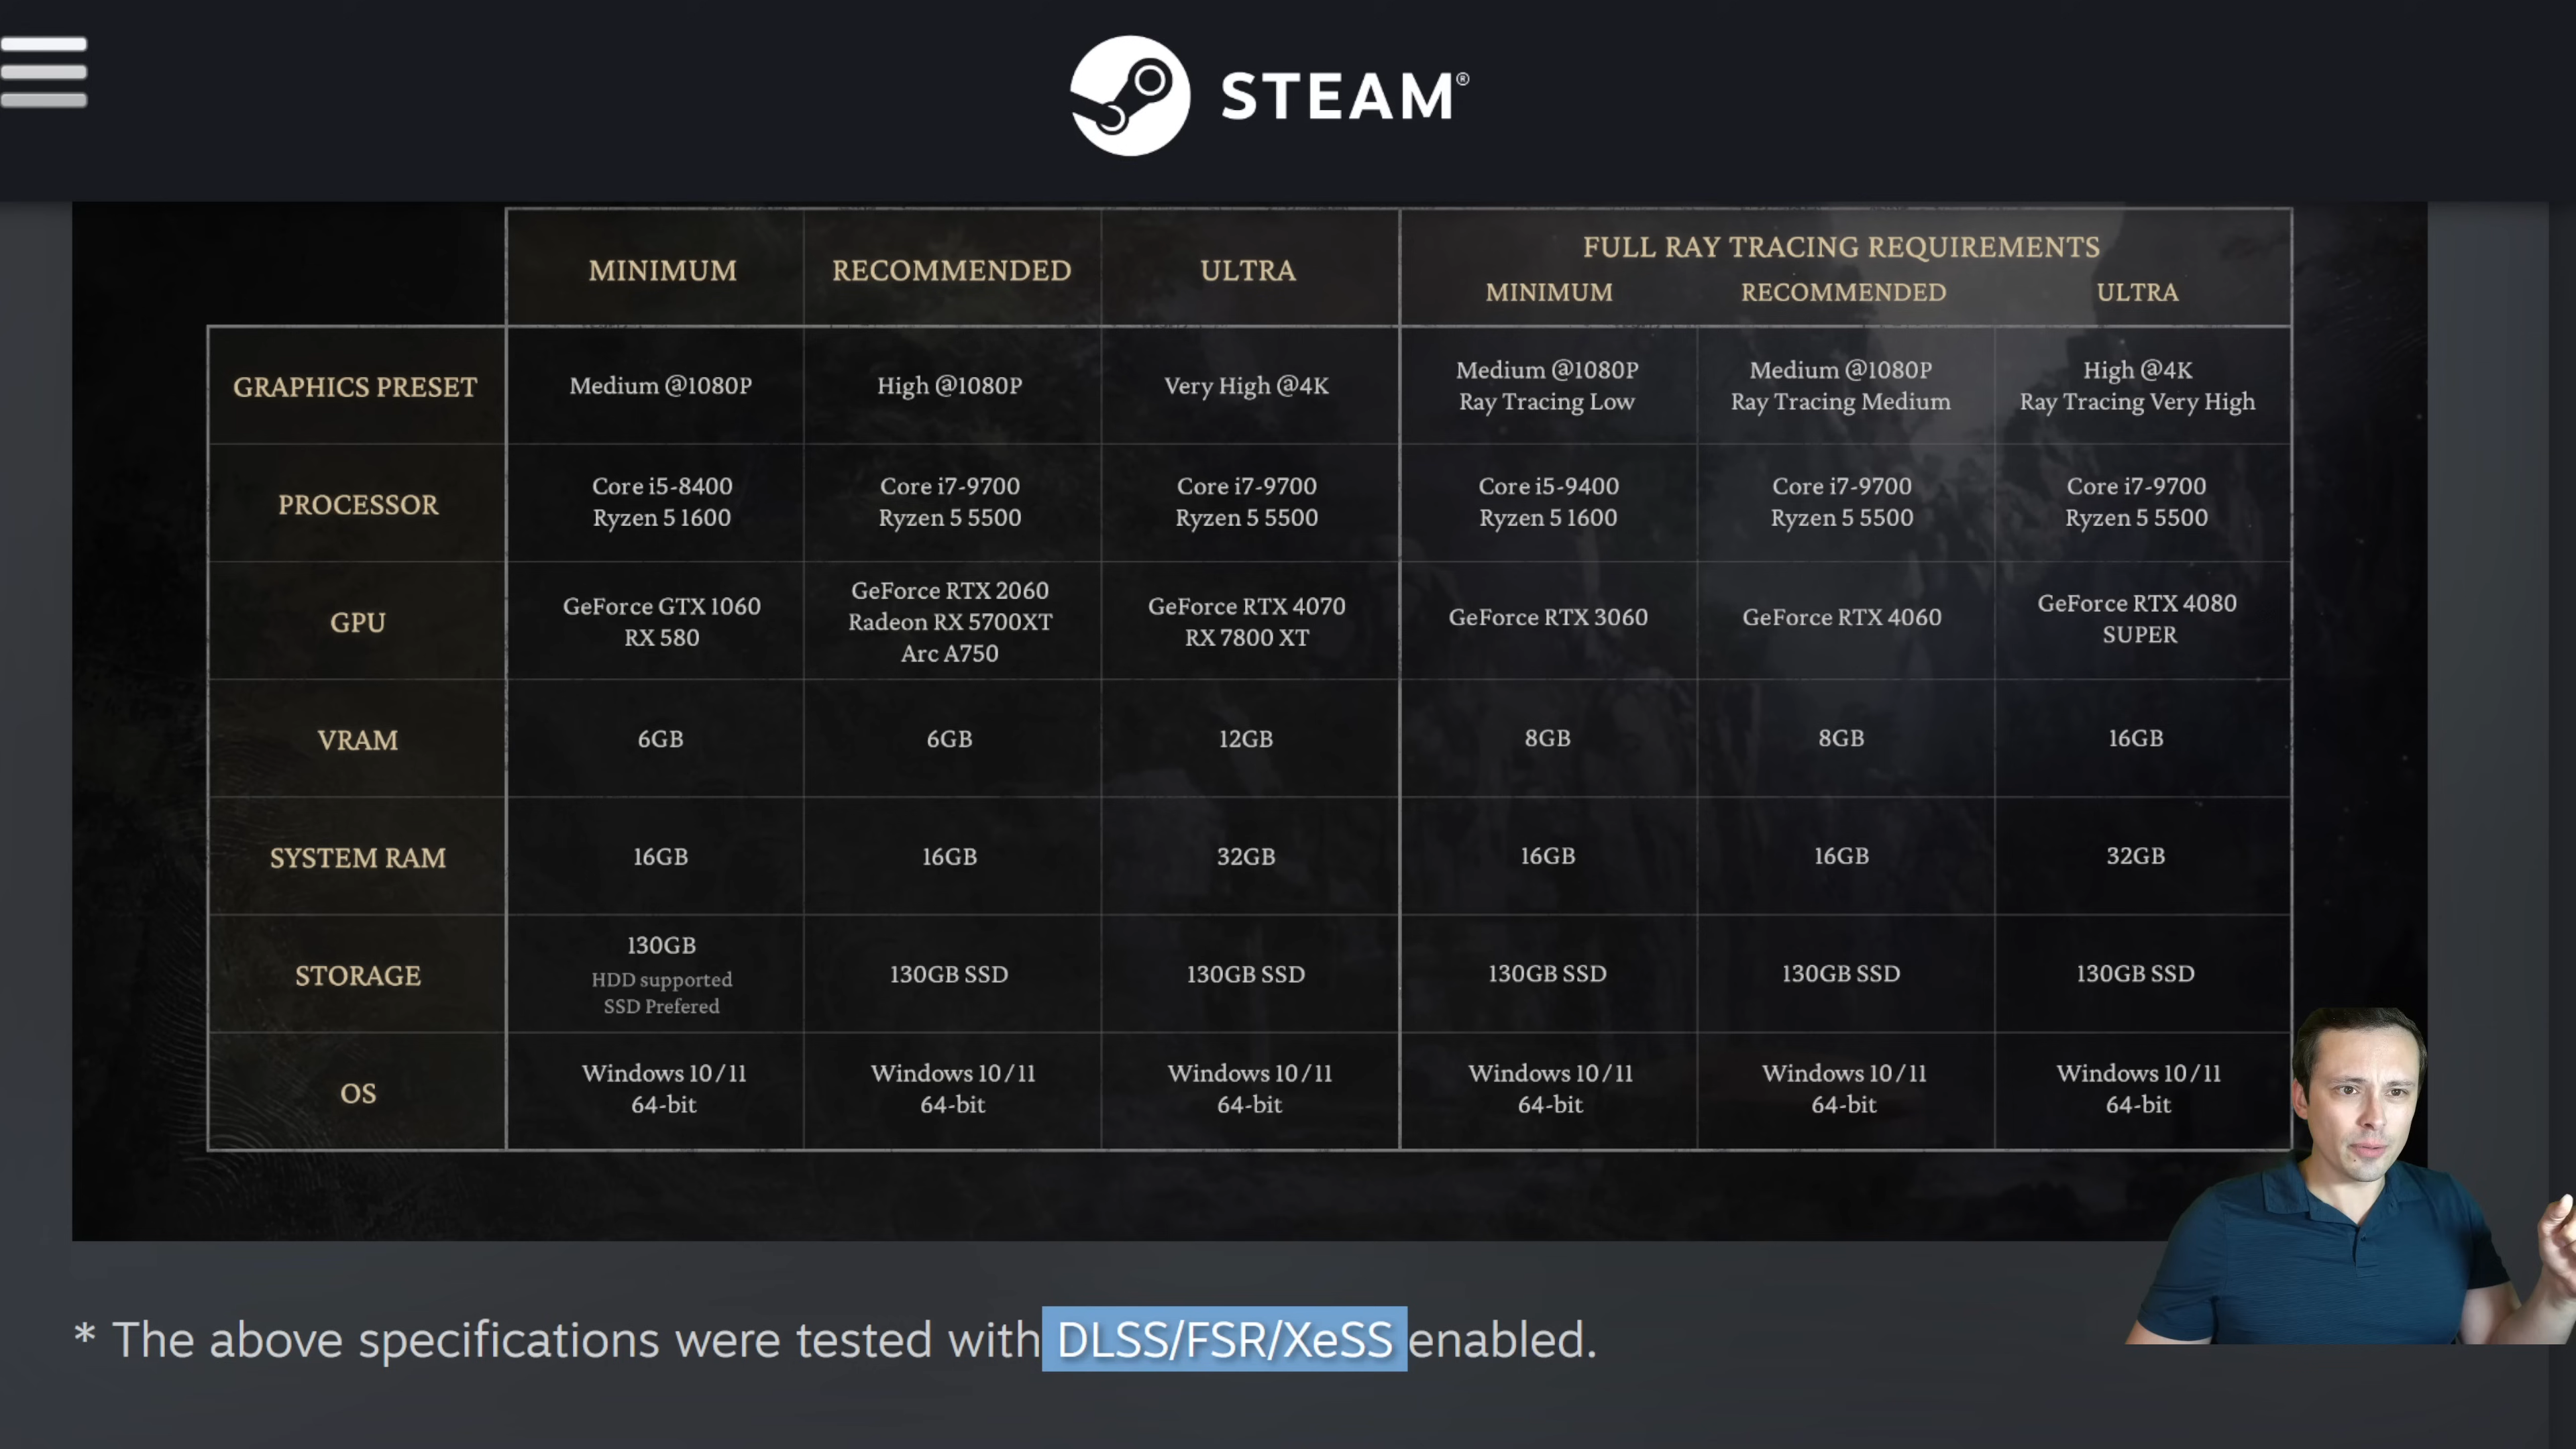 STEAM®
MINIMUM
RECOMMENDED
ULTRA
FULL RAY TRACING REQUIREMENTS
MINIMUM
RECOMMENDED
ULTRA
GRAPHICS PRESET
Medium @1080P
High @1080P
Very High @4K
Medium @1080P
Ray Tracing Low
Medium @1080P
Ray Tracing Medium
High @4K
Ray Tracing Very High
PROCESSOR
Core i5-8400
Ryzen 5 1600
Core i7-9700
Ryzen 5 5500
Core i7-9700
Ryzen 5 5500
Core i5-9400
Ryzen 5 1600
Core i7-9700
Ryzen 5 5500
Core i7-9700
Ryzen 5 5500
GPU
GeForce GTX 1060
RX 580
GeForce RTX 2060
Radeon RX 5700XT
Arc A750
GeForce RTX 4070
RX 7800 XT
GeForce RTX 3060
GeForce RTX 4060
GeForce RTX 4080
SUPER
VRAM
6GB
6GB
12GB
8GB
8GB
16GB
SYSTEM RAM
16GB
16GB
32GB
16GB
16GB
32GB
STORAGE
130GB
HDD supported
SSD Prefered
130GB SSD
130GB SSD
130GB SSD
130GB SSD
130GB SSD
OS
Windows 10/11
64-bit
Windows 10/11
64-bit
Windows 10/11
64-bit
Windows 10/11
64-bit
Windows 10/11
64-bit
Windows 10/11
64-bit
* The above specifications were tested with DLSS/FSR/XeSS enabled.